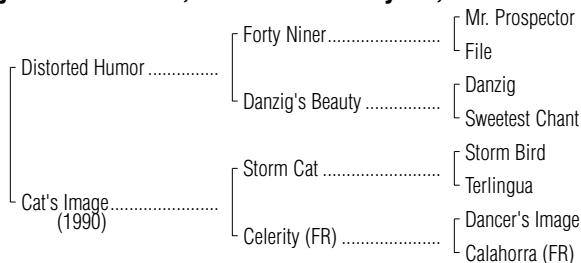 Mr. Prospector
Forty Niner......................
File
Distorted Humor ...............
Danzig
Danzig's Beauty ...............
Sweetest Chant
Storm Bird
Storm Cat ........................
Terlingua
Cat's Image.......................
(1990)
Dancer's Image
Celerity (FR) ....................
Calahorra (FR)